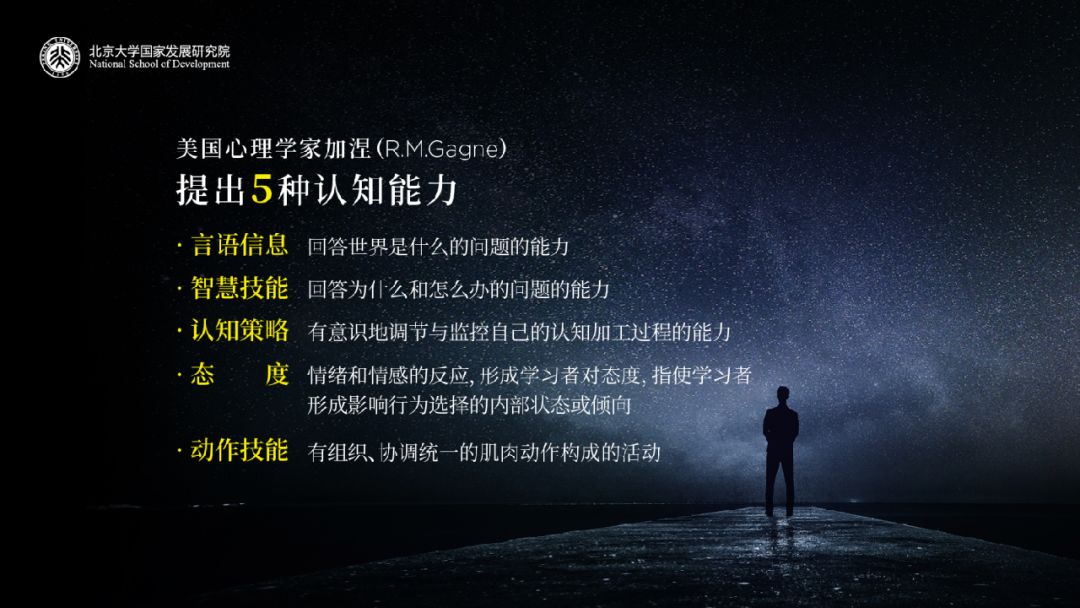 北京大学国家发展研究院
National School of Development
美国心理学家加涅(R.M.Gagne)
提出5种认知能力
· 言语信息 回答世界是什么的问题的能力
· 智慧技能 回答为什么和怎么办的问题的能力
· 认知策略 有意识地调节与监控自己的认知加工过程的能力
· 态 度 情绪和情感的反应, 形成学习者对态度, 指使学习者
形成影响行为选择的内部状态或倾向
· 动作技能 有组织、协调统一的肌肉动作构成的活动